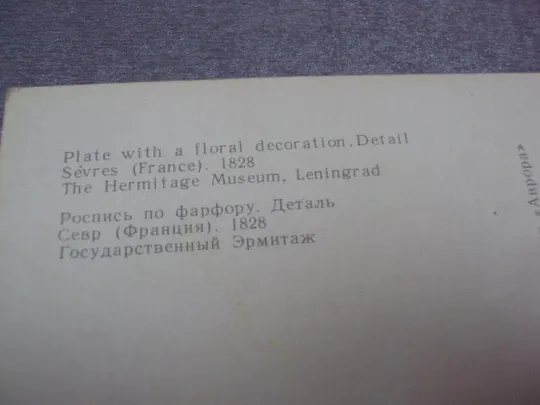 Plate with a floral decoration. Detail
Sèvres (France). 1828
The Hermitage Museum, Leningrad
Роспись по фарфору. Деталь
Севр (Франция). 1828
Государственный Эрмитаж
«Аврора»